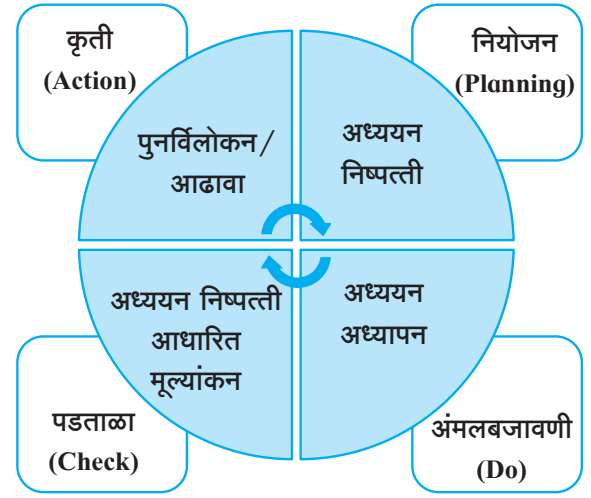 कृती
(Action)
नियोजन
(Planning)
पुनर्विलोकन/
आढावा
अध्ययन
निष्पत्ती
अध्ययन निष्पत्ती
आधारित
मूल्यांकन
अध्ययन
अध्यापन
पडताळा
(Check)
अंमलबजावणी
(Do)